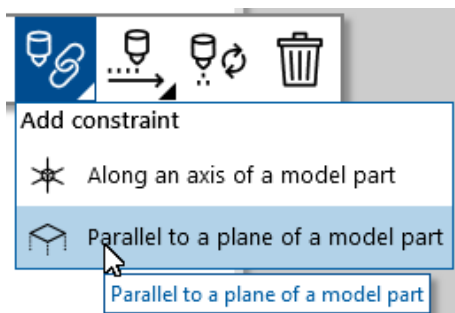 Add constraint
Along an axis of a model part
Parallel to a plane of a model part
Parallel to a plane of a model part